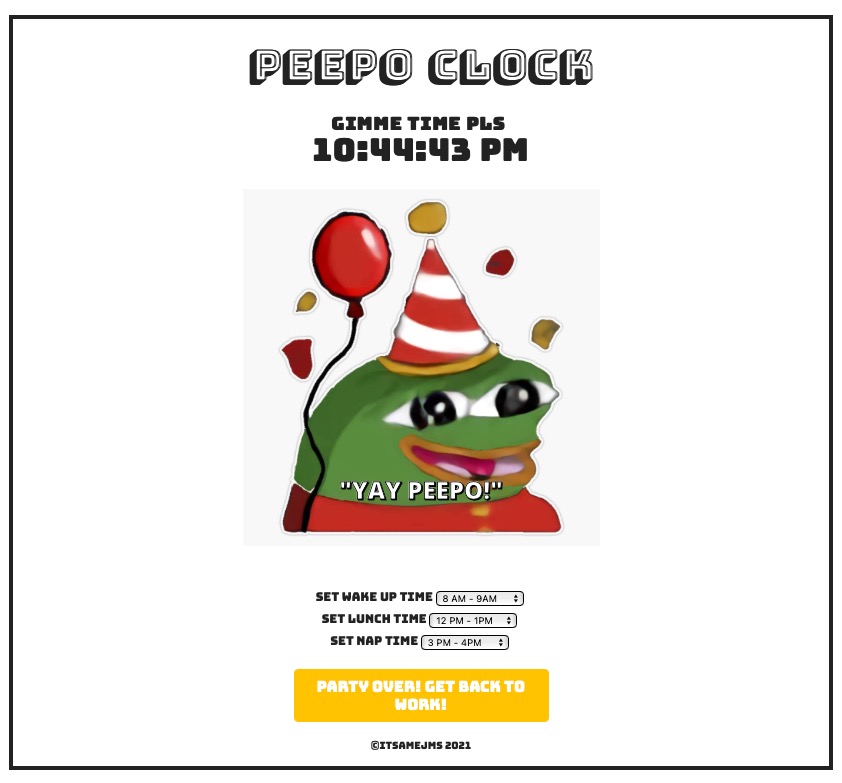 PEEPO CLOCK
GIMME TIME PLS
10:44:43 PM
"YAY PEEPO!"
SET WAKE UP TIME 8 AM - 9AM
SET LUNCH TIME 12 PM - 1PM
SET NAP TIME 3 PM - 4PM
PARTY OVER! GET BACK TO
WORK!
©ITSAMEJMS 2021